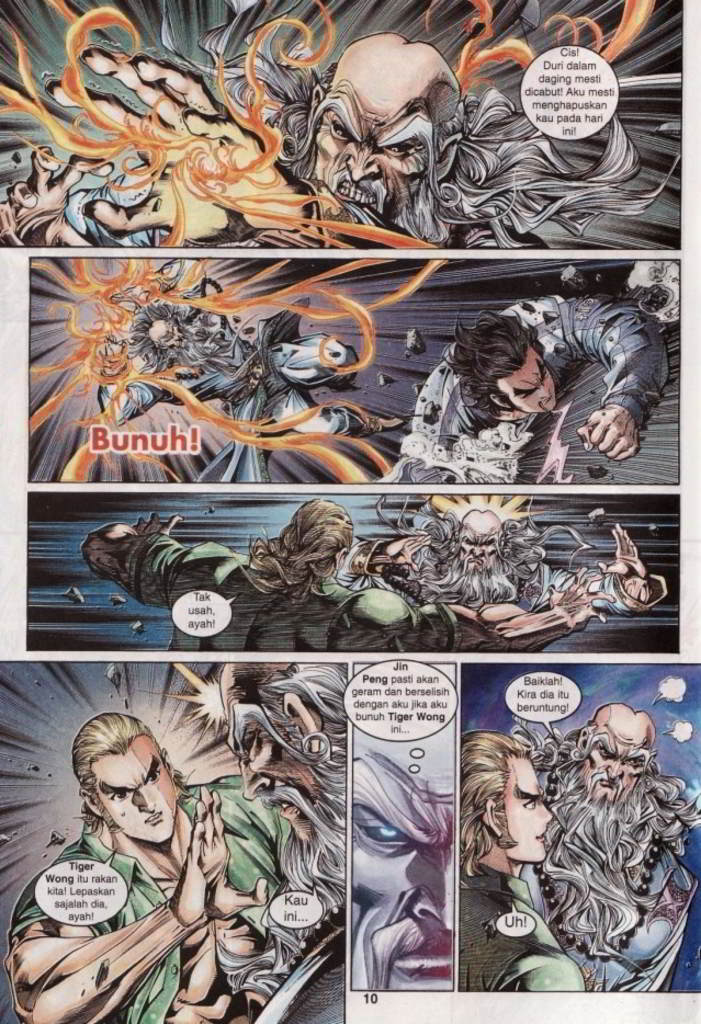 Cis!
Duri dalam
daging mesti
dicabut! Aku mesti
menghapuskan
kau pada hari
ini!
Bunuh!
Tak
usah,
ayah!
Tiger
Wong itu rakan
kita! Lepaskan
sajalah dia,
ayah!
Kau
ini...
Jin
Peng pasti akan
geram dan berselisih
dengan aku jika aku
bunuh Tiger Wong
ini...
Baiklah!
Kira dia itu
beruntung!
Uh!
10